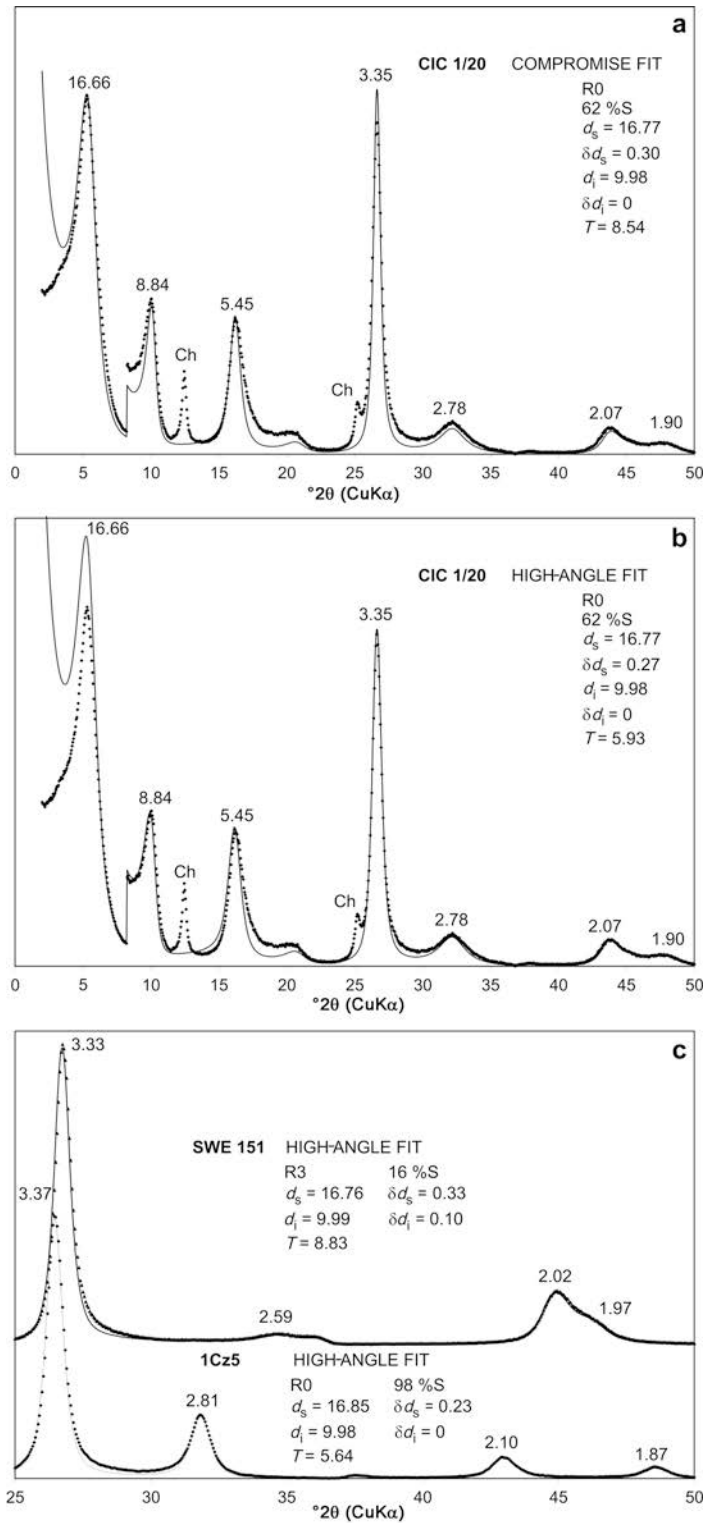 a
16.66
3.35
CIC 1/20 COMPROMISE FIT
R0
62 %S
ds = 16.77
δds = 0.30
di = 9.98
δdi = 0
T = 8.54
8.84
5.45
Ch
Ch
2.78
2.07
1.90
0 5 10 15 20 25 30 35 40 45 50
°2θ (CuKα)
b
16.66
3.35
CIC 1/20 HIGH-ANGLE FIT
R0
62 %S
ds = 16.77
δds = 0.27
di = 9.98
δdi = 0
T = 5.93
8.84
5.45
Ch
Ch
2.78
2.07
1.90
0 5 10 15 20 25 30 35 40 45 50
°2θ (CuKα)
c
3.33
SWE 151 HIGH-ANGLE FIT
R3 16 %S
ds = 16.76 δds = 0.33
di = 9.99 δdi = 0.10
T = 8.83
3.37
2.59
2.02
1.97
1Cz5 HIGH-ANGLE FIT
R0 98 %S
ds = 16.85 δds = 0.23
di = 9.98 δdi = 0
T = 5.64
2.81
2.10
1.87
25 30 35 40 45 50
°2θ (CuKα)